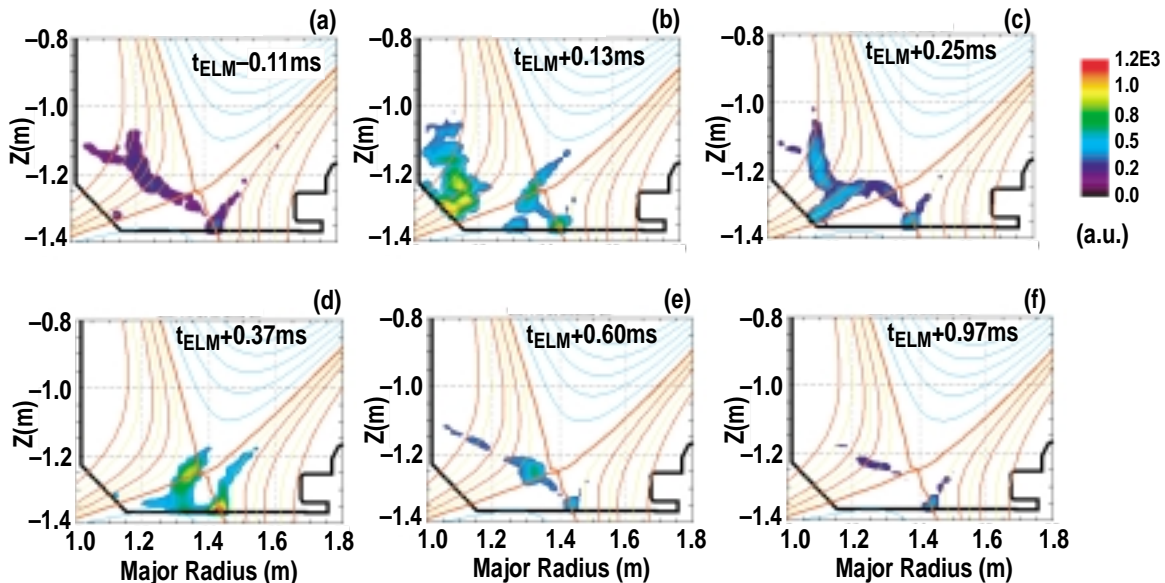 (a) (b) (c)
–0.8 –0.8 –0.8
tELM–0.11ms tELM+0.13ms tELM+0.25ms
1.2E3
1.0
0.8
0.5
0.2
0.0
(a.u.)
–1.0 –1.0 –1.0
Z(m) Z(m) Z(m)
–1.2 –1.2 –1.2
–1.4 –1.4 –1.4
(d) (e) (f)
–0.8 –0.8 –0.8
tELM+0.37ms tELM+0.60ms tELM+0.97ms
–1.0 –1.0 –1.0
Z(m) Z(m) Z(m)
–1.2 –1.2 –1.2
–1.4 –1.4 –1.4
1.0 1.2 1.4 1.6 1.8 1.0 1.2 1.4 1.6 1.8 1.0 1.2 1.4 1.6 1.8
Major Radius (m) Major Radius (m) Major Radius (m)